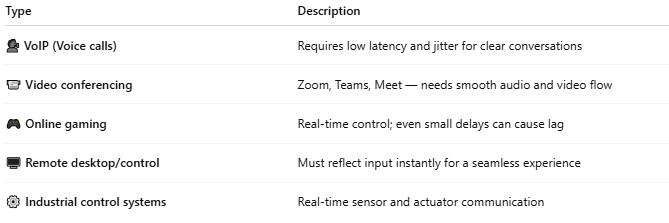 Type Description
VoIP (Voice calls) Requires low latency and jitter for clear conversations
Video conferencing Zoom, Teams, Meet — needs smooth audio and video flow
Online gaming Real-time control; even small delays can cause lag
Remote desktop/control Must reflect input instantly for a seamless experience
Industrial control systems Real-time sensor and actuator communication